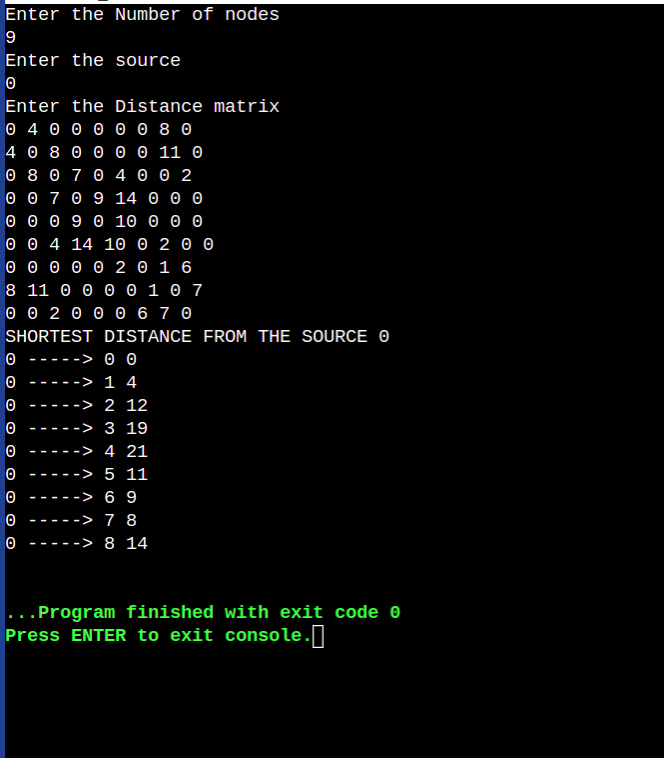 Enter the Number of nodes
9
Enter the source
0
Enter the Distance matrix
0 4 0 0 0 0 0 8 0
4 0 8 0 0 0 0 11 0
0 8 0 7 0 4 0 0 2
0 0 7 0 9 14 0 0 0
0 0 0 9 0 10 0 0 0
0 0 4 14 10 0 2 0 0
0 0 0 0 0 2 0 1 6
8 11 0 0 0 0 1 0 7
0 0 2 0 0 0 6 7 0
SHORTEST DISTANCE FROM THE SOURCE 0
0 -----> 0 0
0 -----> 1 4
0 -----> 2 12
0 -----> 3 19
0 -----> 4 21
0 -----> 5 11
0 -----> 6 9
0 -----> 7 8
0 -----> 8 14
...Program finished with exit code 0
Press ENTER to exit console.